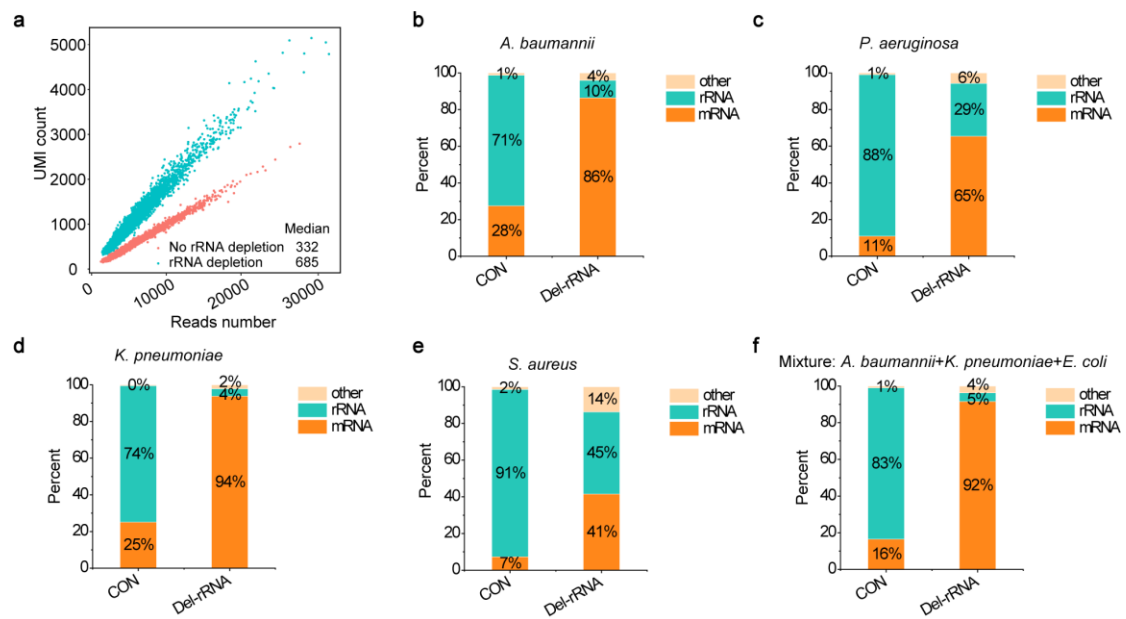 a
UMI count
5000
4000
3000
2000
1000
0
0
10000
20000
30000
Reads number
Median
No rRNA depletion 332
rRNA depletion 685
b
A. baumannii
Percent
100
80
60
40
20
0
1%
71%
28%
4%
10%
86%
CON
Del-rRNA
other
rRNA
mRNA
c
P. aeruginosa
Percent
100
80
60
40
20
0
1%
88%
11%
6%
29%
65%
CON
Del-rRNA
other
rRNA
mRNA
d
K. pneumoniae
Percent
100
80
60
40
20
0
0%
74%
25%
2%
4%
94%
CON
Del-rRNA
other
rRNA
mRNA
e
S. aureus
Percent
100
80
60
40
20
0
2%
91%
7%
14%
45%
41%
CON
Del-rRNA
other
rRNA
mRNA
f
Mixture: A. baumannii+K. pneumoniae+E. coli
Percent
100
80
60
40
20
0
1%
83%
16%
4%
5%
92%
CON
Del-rRNA
other
rRNA
mRNA